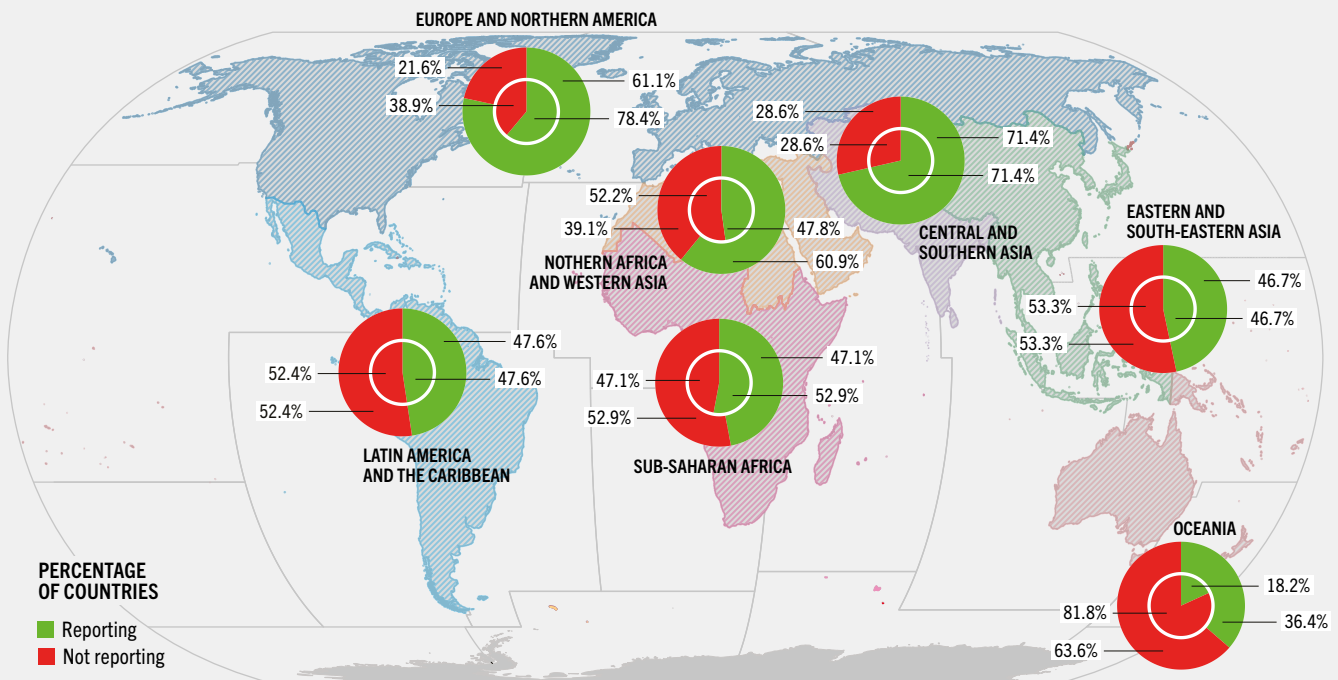 EUROPE AND NORTHERN AMERICA
21.6%
61.1%
38.9%
78.4%
28.6%
71.4%
28.6%
71.4%
CENTRAL AND
SOUTHERN ASIA
52.2%
47.8%
39.1%
60.9%
NOTHERN AFRICA
AND WESTERN ASIA
EASTERN AND
SOUTH-EASTERN ASIA
46.7%
53.3%
46.7%
53.3%
47.6%
52.4%
47.6%
52.4%
LATIN AMERICA
AND THE CARIBBEAN
47.1%
47.1%
52.9%
52.9%
SUB-SAHARAN AFRICA
OCEANIA
18.2%
81.8%
36.4%
63.6%
PERCENTAGE
OF COUNTRIES
Reporting
Not reporting